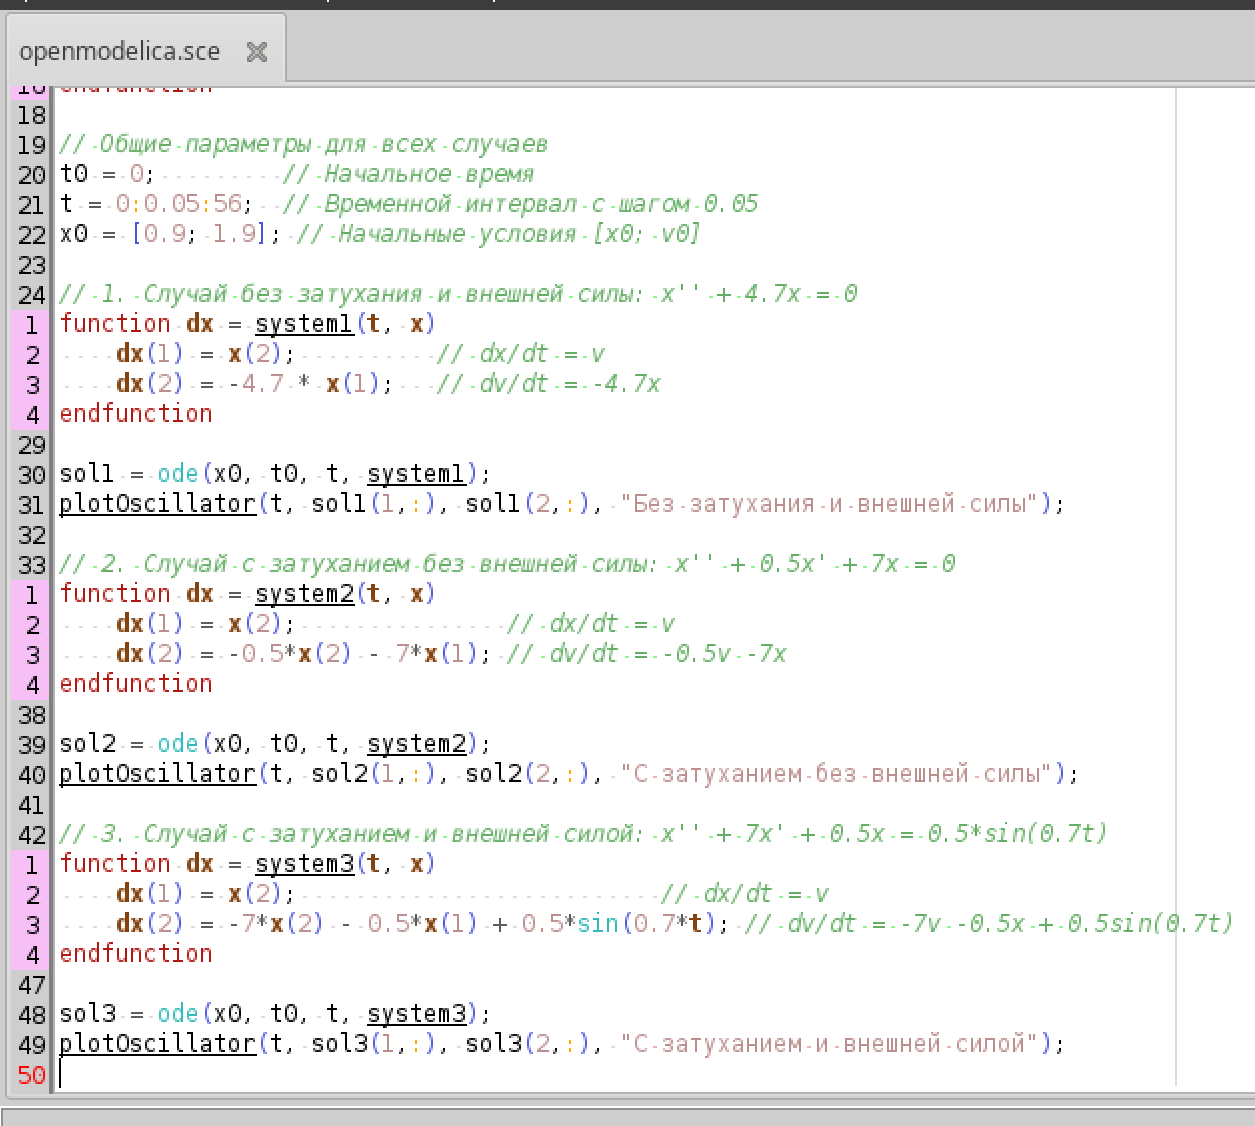 openmodelica.sce
16 endfunction
18
19 // Общие параметры для всех случаев
20 t0 = 0; // Начальное время
21 t = 0:0.05:56; // Временной интервал с шагом 0.05
22 x0 = [0.9; 1.9]; // Начальные условия [x0; v0]
23
24 // 1. Случай без затухания и внешней силы: x'' + 4.7x = 0
1 function dx = system1(t, x)
2 dx(1) = x(2); // dx/dt = v
3 dx(2) = -4.7 * x(1); // dv/dt = -4.7x
4 endfunction
29
30 sol1 = ode(x0, t0, t, system1);
31 plotOscillator(t, sol1(1,:), sol1(2,:), "Без затухания и внешней силы");
32
33 // 2. Случай с затуханием без внешней силы: x'' + 0.5x' + 7x = 0
1 function dx = system2(t, x)
2 dx(1) = x(2); // dx/dt = v
3 dx(2) = -0.5*x(2) - 7*x(1); // dv/dt = -0.5v -7x
4 endfunction
38
39 sol2 = ode(x0, t0, t, system2);
40 plotOscillator(t, sol2(1,:), sol2(2,:), "С затуханием без внешней силы");
41
42 // 3. Случай с затуханием и внешней силой: x'' + 7x' + 0.5x = 0.5*sin(0.7t)
1 function dx = system3(t, x)
2 dx(1) = x(2); // dx/dt = v
3 dx(2) = -7*x(2) - 0.5*x(1) + 0.5*sin(0.7*t); // dv/dt = -7v -0.5x + 0.5sin(0.7t)
4 endfunction
47
48 sol3 = ode(x0, t0, t, system3);
49 plotOscillator(t, sol3(1,:), sol3(2,:), "С затуханием и внешней силой");
50